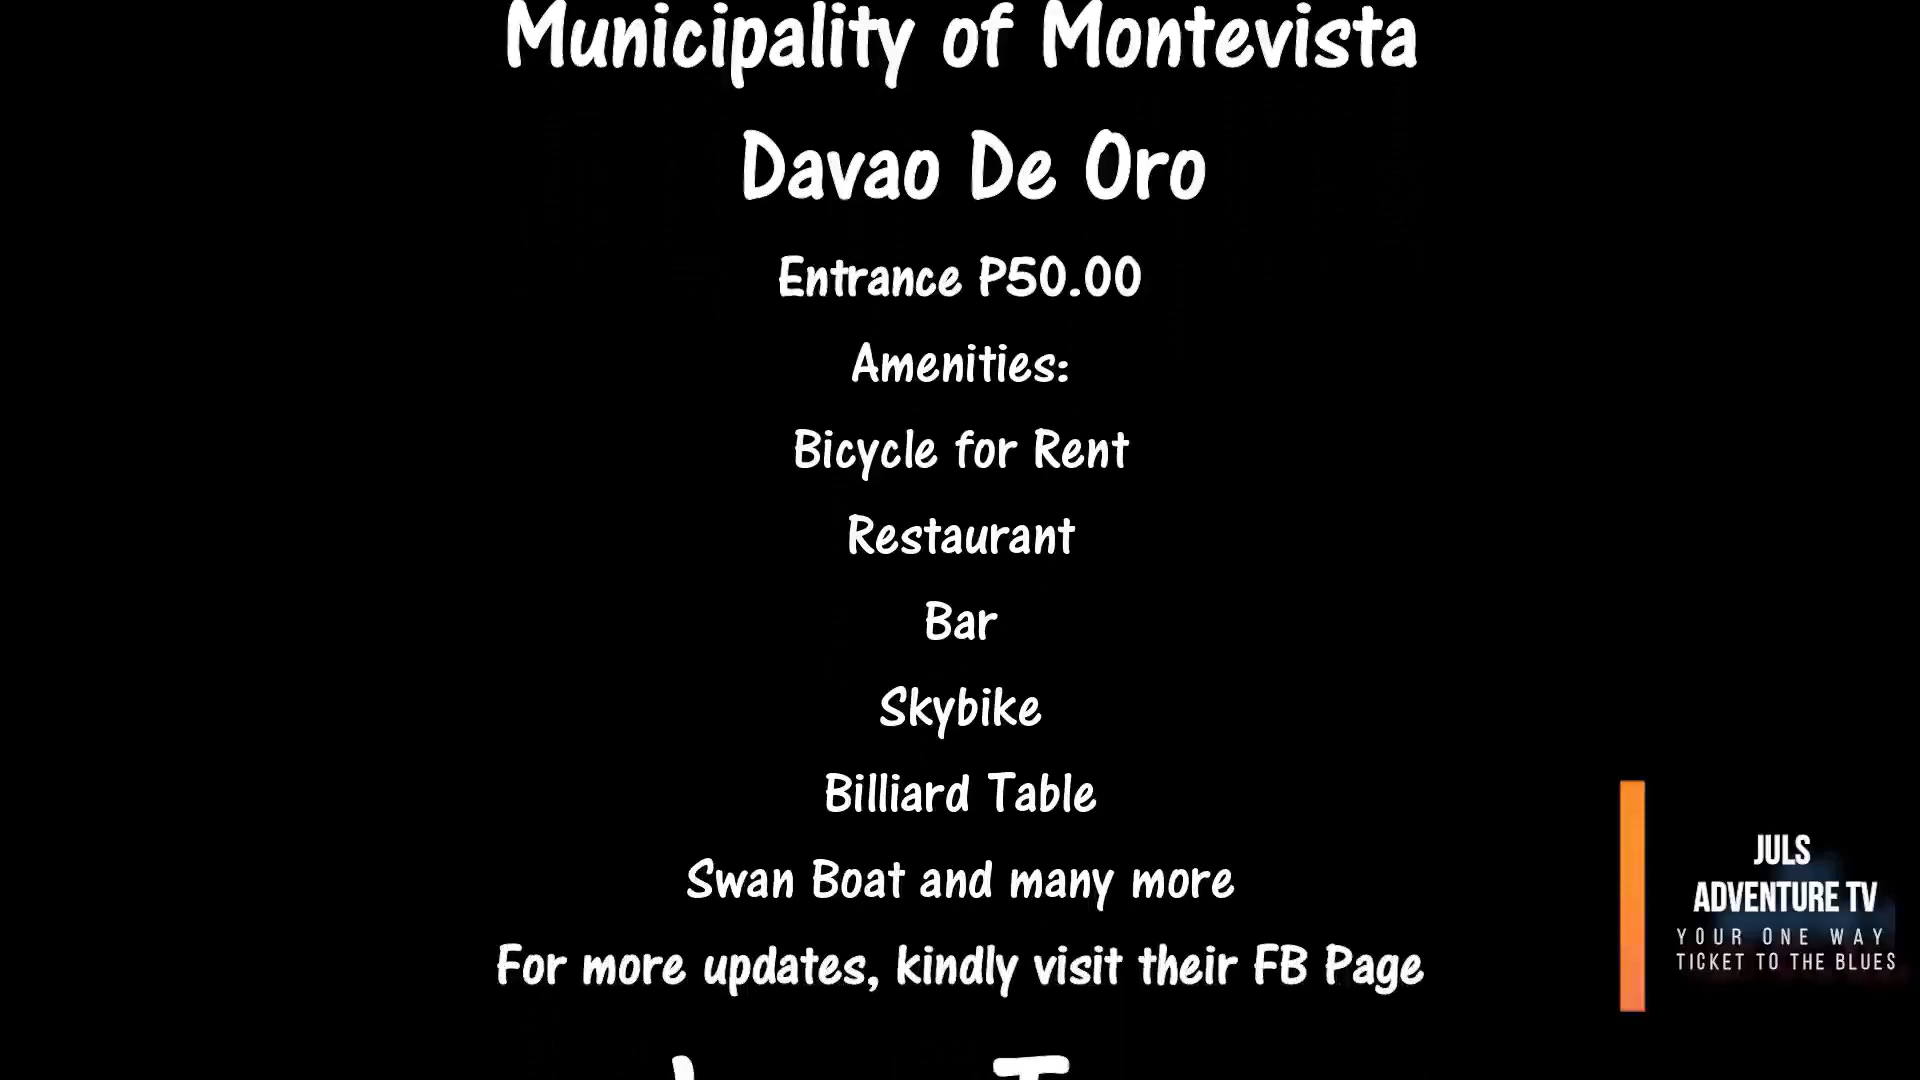 Municipality of Montevista
Davao De Oro
Entrance P50.00
Amenities:
Bicycle for Rent
Restaurant
Bar
Skybike
Billiard Table
Swan Boat and many more
For more updates, kindly visit their FB Page
JULS
ADVENTURE TV
YOUR ONE WAY
TICKET TO THE BLUES